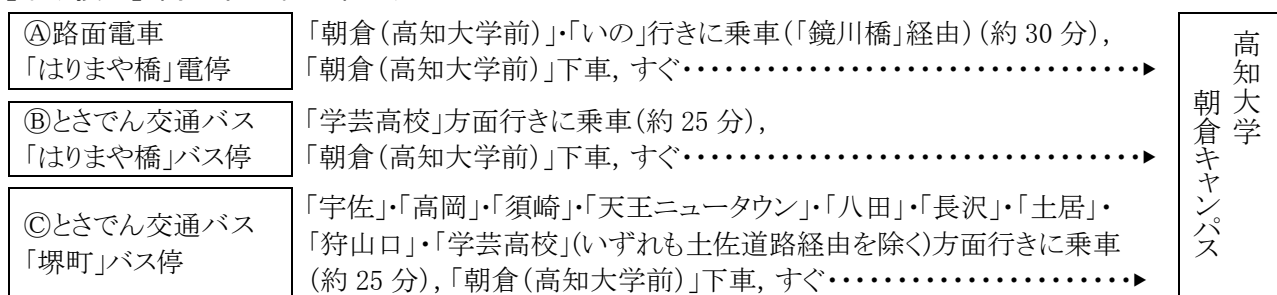 Ⓐ路面電車
「はりまや橋」電停
「朝倉(高知大学前)」・「いの」行きに乗車(「鏡川橋」経由)(約 30 分),
「朝倉(高知大学前)」下車, すぐ・・・・・・・・・・・・・・・・・・・・・・・・・・・・・・・・・▶
Ⓑとさでん交通バス
「はりまや橋」バス停
「学芸高校」方面行きに乗車(約 25 分),
「朝倉(高知大学前)」下車, すぐ・・・・・・・・・・・・・・・・・・・・・・・・・・・・・・・・・▶
Ⓒとさでん交通バス
「堺町」バス停
「宇佐」・「高岡」・「須崎」・「天王ニュータウン」・「八田」・「長沢」・「土居」・
「狩山口」・「学芸高校」(いずれも土佐道路経由を除く)方面行きに乗車
(約 25 分),「朝倉(高知大学前)」下車, すぐ・・・・・・・・・・・・・・・・・・・・・・▶
高知大学
朝倉キャンパス